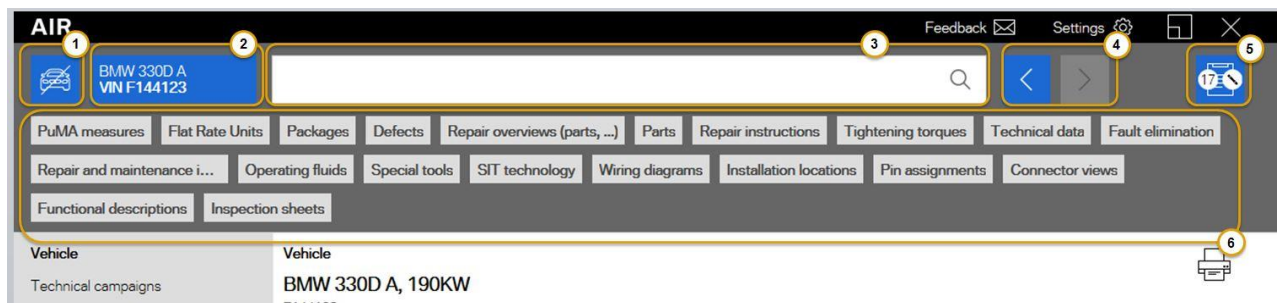 AIR
Feedback
Settings
1
2
3
4
5
BMW 330D A
VIN F144123
17
PuMA measures Flat Rate Units Packages Defects Repair overviews (parts, ...) Parts Repair instructions Tightening torques Technical data Fault elimination
Repair and maintenance i... Operating fluids Special tools SIT technology Wiring diagrams Installation locations Pin assignments Connector views
Functional descriptions Inspection sheets
6
Vehicle Vehicle
Technical campaigns BMW 330D A, 190KW